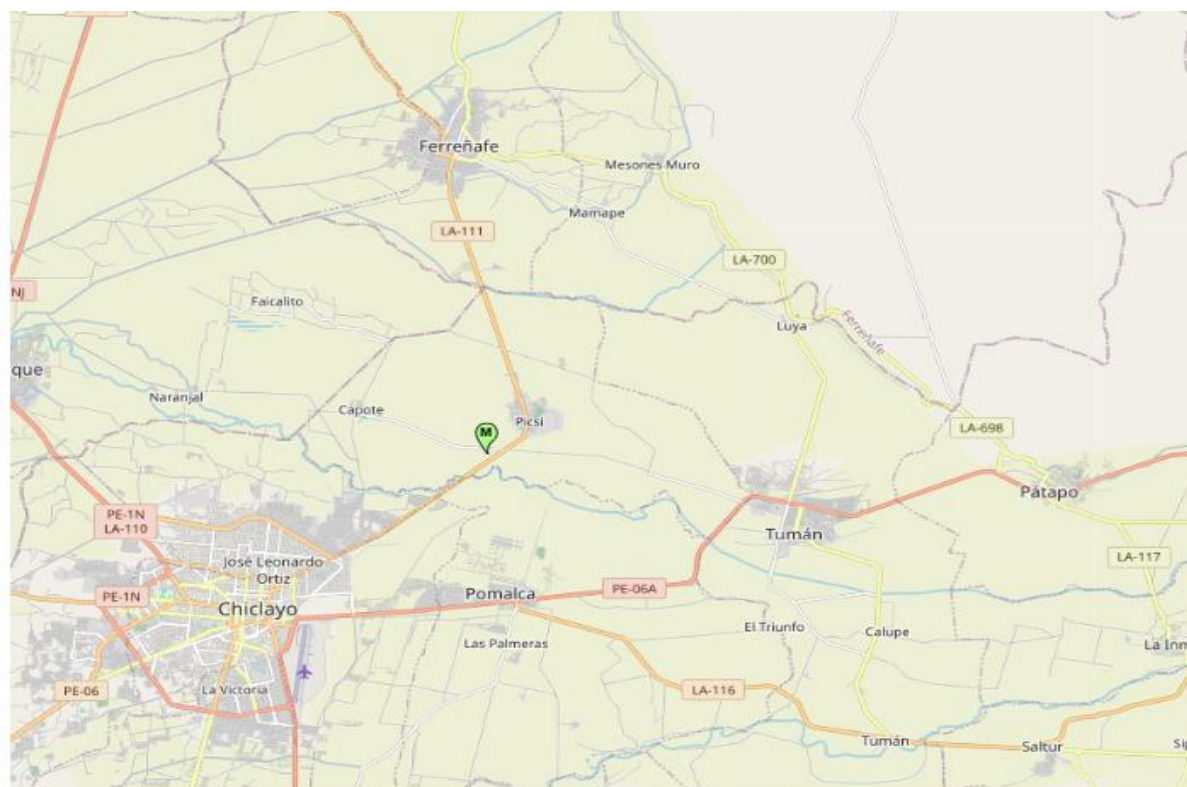 Ferreñafe
Mesones Muro
Mamape
LA-111
LA-700
NJ
Faicalito
Luya
Ferreñafe
que
Naranjal
Capote
Picsi
M
LA-698
Pátapo
PE-1N
LA-110
Tumán
José Leonardo
Ortiz
LA-117
PE-1N
Chiclayo
Pomalca
PE-06A
El Triunfo
Calupe
Las Palmeras
La Inm
PE-06
La Victoria
LA-116
Tumán
Saltur
Sip